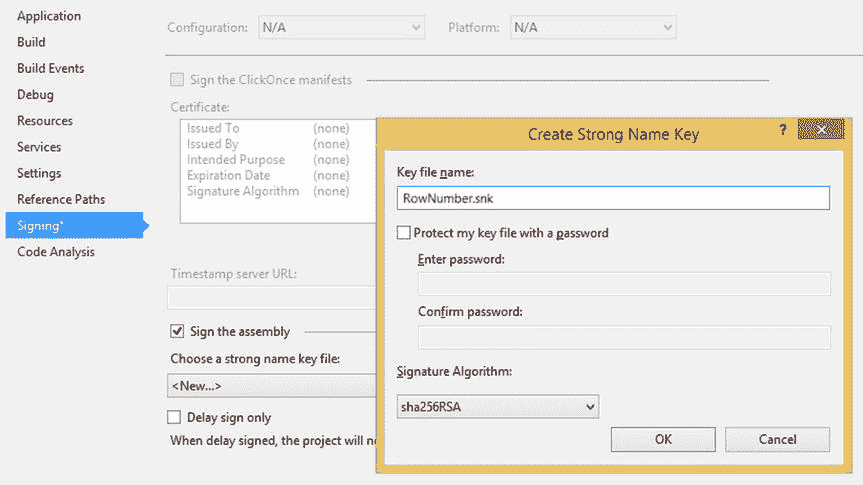 Application
Build
Build Events
Debug
Resources
Services
Settings
Reference Paths
Signing*
Code Analysis
Configuration: N/A Platform: N/A
Sign the ClickOnce manifests
Certificate:
Issued To (none)
Issued By (none)
Intended Purpose (none)
Expiration Date (none)
Signature Algorithm (none)
Timestamp server URL:
Sign the assembly
Choose a strong name key file:
<New...>
Delay sign only
When delay signed, the project will
Create Strong Name Key
?
Key file name:
RowNumber.snk
Protect my key file with a password
Enter password:
Confirm password:
Signature Algorithm:
sha256RSA
OK Cancel